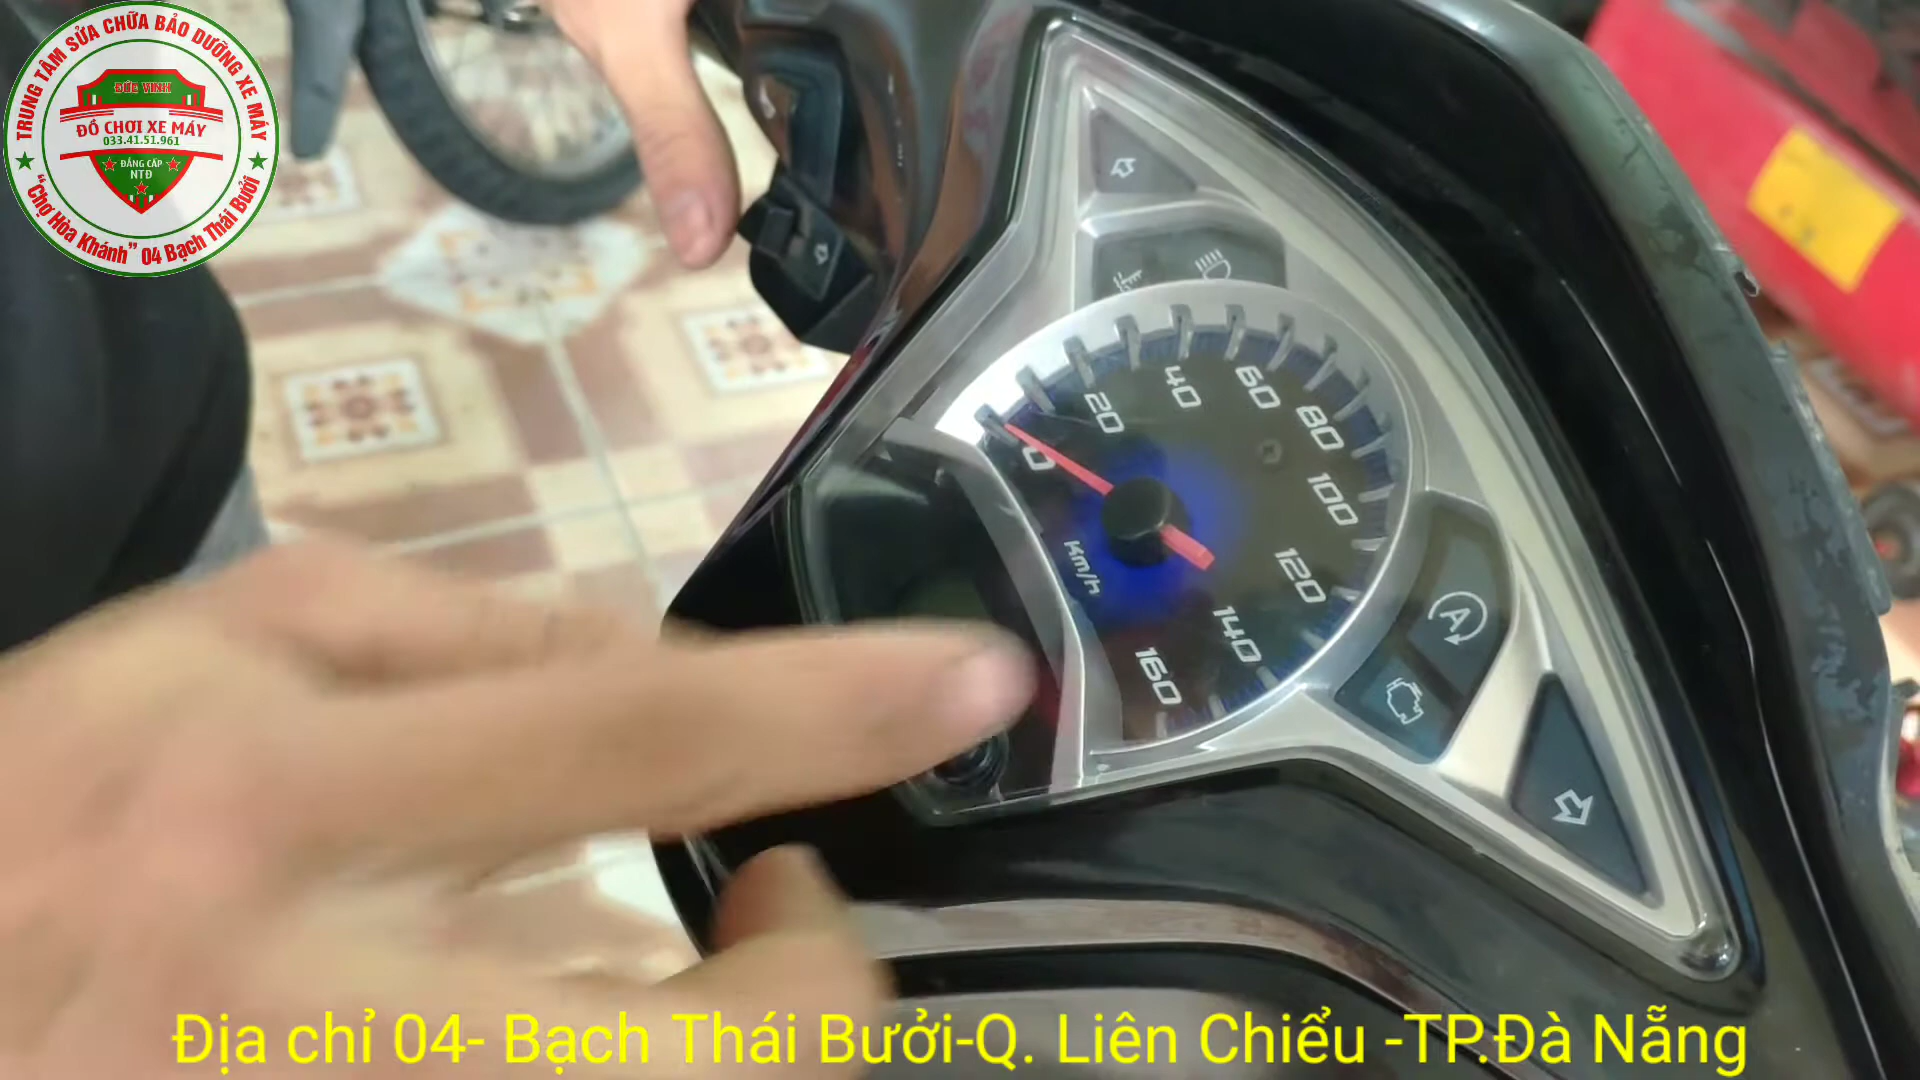 TRUNG TÂM SỬA CHỮA BẢO DƯỠNG XE MÁY
ĐỨC VINH
ĐỒ CHƠI XE MÁY
033.41.51.961
ĐẲNG CẤP
NTĐ
"Chợ Hòa Khánh" 04 Bạch Thái Bưởi
0
20
40
60
80
100
120
140
160
Km/h
A
Địa chỉ 04- Bạch Thái Bưởi-Q. Liên Chiểu -TP.Đà Nẵng